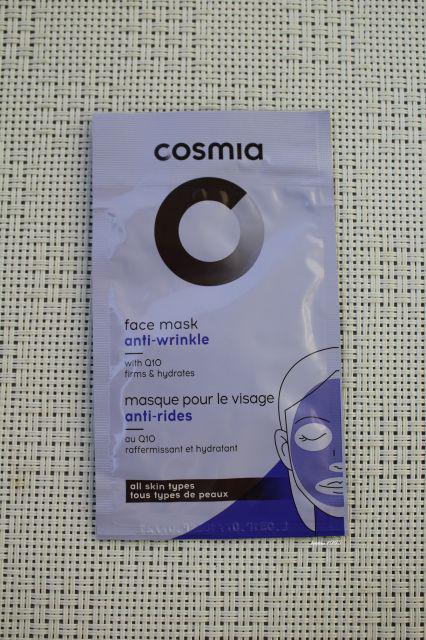 cosmia
face mask
anti-wrinkle
with Q10
firms & hydrates
masque pour le visage
anti-rides
au Q10
raffermissant et hydratant
all skin types
tous types de peaux